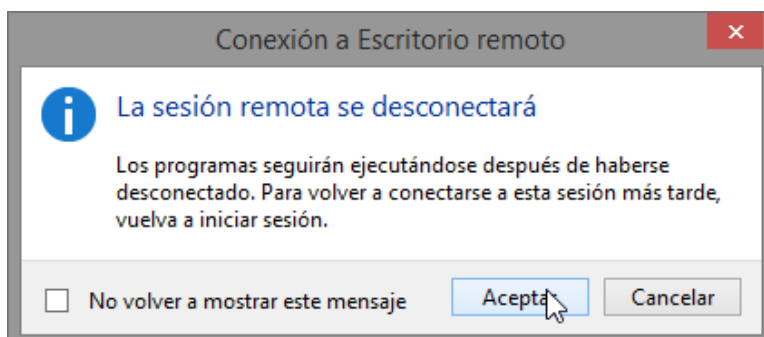 Conexión a Escritorio remoto
La sesión remota se desconectará
Los programas seguirán ejecutándose después de haberse
desconectado. Para volver a conectarse a esta sesión más tarde,
vuelva a iniciar sesión.
No volver a mostrar este mensaje
Aceptar
Cancelar